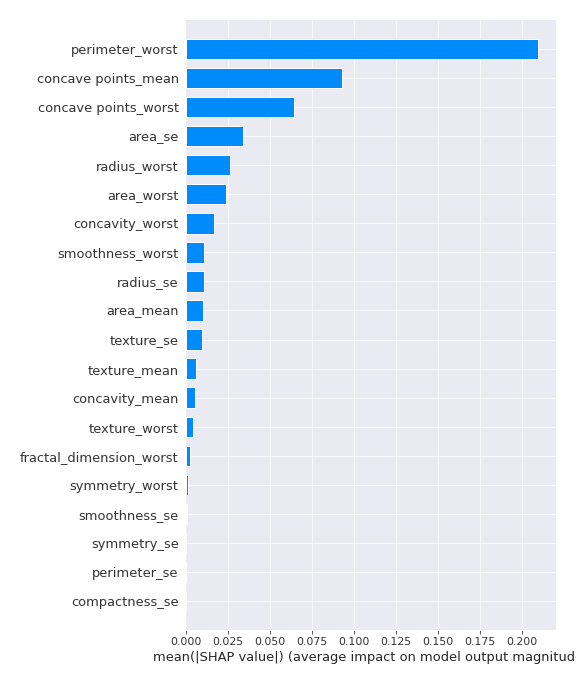 perimeter_worst
concave points_mean
concave points_worst
area_se
radius_worst
area_worst
concavity_worst
smoothness_worst
radius_se
area_mean
texture_se
texture_mean
concavity_mean
texture_worst
fractal_dimension_worst
symmetry_worst
smoothness_se
symmetry_se
perimeter_se
compactness_se
0.000 0.025 0.050 0.075 0.100 0.125 0.150 0.175 0.200
mean(|SHAP value|) (average impact on model output magnitud